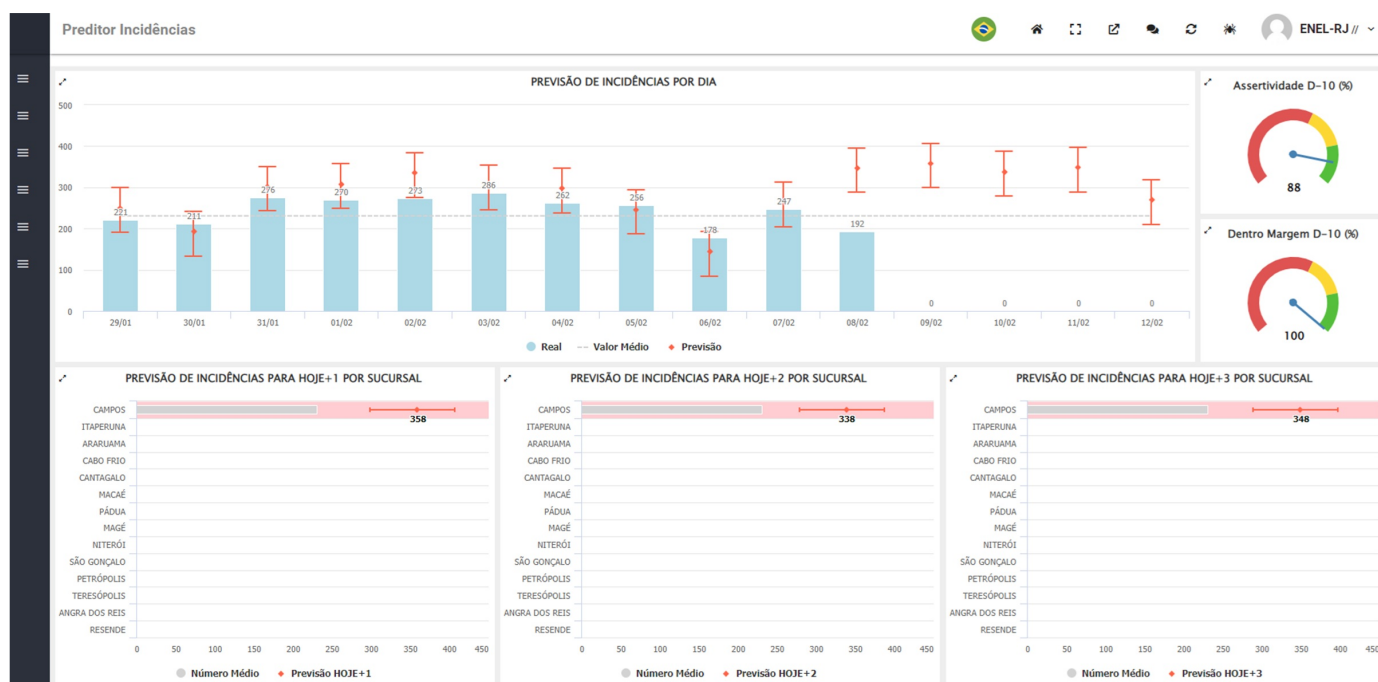 Preditor Incidências
ENEL-RJ //
PREVISÃO DE INCIDÊNCIAS POR DIA
500
400
300
200
100
0
221
211
276
270
273
286
262
256
178
247
192
0
0
0
0
29/01
30/01
31/01
01/02
02/02
03/02
04/02
05/02
06/02
07/02
08/02
09/02
10/02
11/02
12/02
Real
Valor Médio
Previsão
Assertividade D-10 (%)
88
Dentro Margem D-10 (%)
100
PREVISÃO DE INCIDÊNCIAS PARA HOJE+1 POR SUCURSAL
CAMPOS
358
ITAPERUNA
ARARUAMA
CABO FRIO
CANTAGALO
MACAÉ
PÁDUA
MAGÉ
NITERÓI
SÃO GONÇALO
PETRÓPOLIS
TERESÓPOLIS
ANGRA DOS REIS
RESENDE
0 50 100 150 200 250 300 350 400 450
Número Médio
Previsão HOJE+1
PREVISÃO DE INCIDÊNCIAS PARA HOJE+2 POR SUCURSAL
CAMPOS
338
ITAPERUNA
ARARUAMA
CABO FRIO
CANTAGALO
MACAÉ
PÁDUA
MAGÉ
NITERÓI
SÃO GONÇALO
PETRÓPOLIS
TERESÓPOLIS
ANGRA DOS REIS
RESENDE
0 50 100 150 200 250 300 350 400 450
Número Médio
Previsão HOJE+2
PREVISÃO DE INCIDÊNCIAS PARA HOJE+3 POR SUCURSAL
CAMPOS
348
ITAPERUNA
ARARUAMA
CABO FRIO
CANTAGALO
MACAÉ
PÁDUA
MAGÉ
NITERÓI
SÃO GONÇALO
PETRÓPOLIS
TERESÓPOLIS
ANGRA DOS REIS
RESENDE
0 50 100 150 200 250 300 350 400 450
Número Médio
Previsão HOJE+3